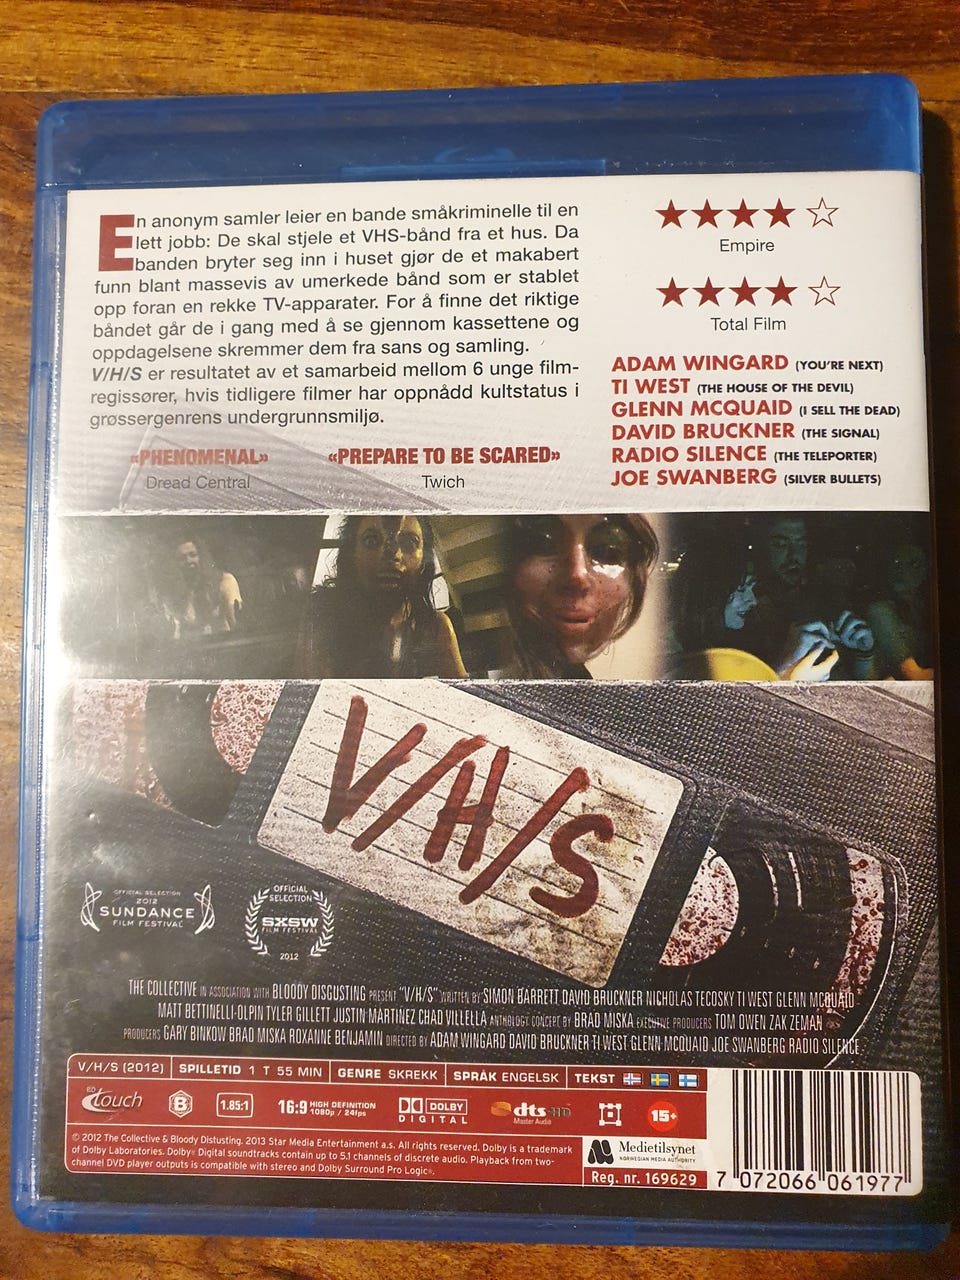 En anonym samler leier en bande småkriminelle til en
lett jobb: De skal stjele et VHS-bånd fra et hus. Da
banden bryter seg inn i huset gjør de et makabert
funn blant massevis av umerkede bånd som er stablet
opp foran en rekke TV-apparater. For å finne det riktige
båndet går de i gang med å se gjennom kassettene og
oppdagelsene skremmer dem fra sans og samling.
V/H/S er resultatet av et samarbeid mellom 6 unge film-
regissører, hvis tidligere filmer har oppnådd kultstatus i
grøssergenrens undergrunnsmiljø.
«PHENOMENAL»
Dread Central
«PREPARE TO BE SCARED»
Twich
Empire
Total Film
ADAM WINGARD (YOU'RE NEXT)
TI WEST (THE HOUSE OF THE DEVIL)
GLENN MCQUAID (I SELL THE DEAD)
DAVID BRUCKNER (THE SIGNAL)
RADIO SILENCE (THE TELEPORTER)
JOE SWANBERG (SILVER BULLETS)
V/H/S
OFFICIAL SELECTION
2012
SUNDANCE
FILM FESTIVAL
OFFICIAL
SELECTION
SXSW
FILM FESTIVAL
2012
THE COLLECTIVE IN ASSOCIATION WITH BLOODY DISGUSTING PRESENT "V/H/S" WRITTEN BY SIMON BARRETT DAVID BRUCKNER NICHOLAS TECOSKY TI WEST GLENN MCQUAID
MATT BETTINELLI-OLPIN TYLER GILLETT JUSTIN MARTINEZ CHAD VILLELLA ANTHOLOGY CONCEPT BY BRAD MISKA EXECUTIVE PRODUCERS TOM OWEN ZAK ZEMAN
PRODUCERS GARY BINKOW BRAD MISKA ROXANNE BENJAMIN DIRECTED BY ADAM WINGARD DAVID BRUCKNER TI WEST GLENN MCQUAID JOE SWANBERG RADIO SILENCE
V/H/S (2012) SPILLETID 1 T 55 MIN GENRE SKREKK SPRÅK ENGELSK TEKST
BD touch
B
1.85:1
16:9 HIGH DEFINITION
1080p / 24fps
DOLBY
DIGITAL
dts-HD
Master Audio
15+
© 2012 The Collective & Bloody Distusting. 2013 Star Media Entertainment a.s. All rights reserved. Dolby is a trademark
of Dolby Laboratories. Dolby® Digital soundtracks contain up to 5.1 channels of discrete audio. Playback from two-
channel DVD player outputs is compatible with stereo and Dolby Surround Pro Logic®.
Medietilsynet
NORWEGIAN MEDIA AUTHORITY
Reg. nr. 169629
7 072066 061977